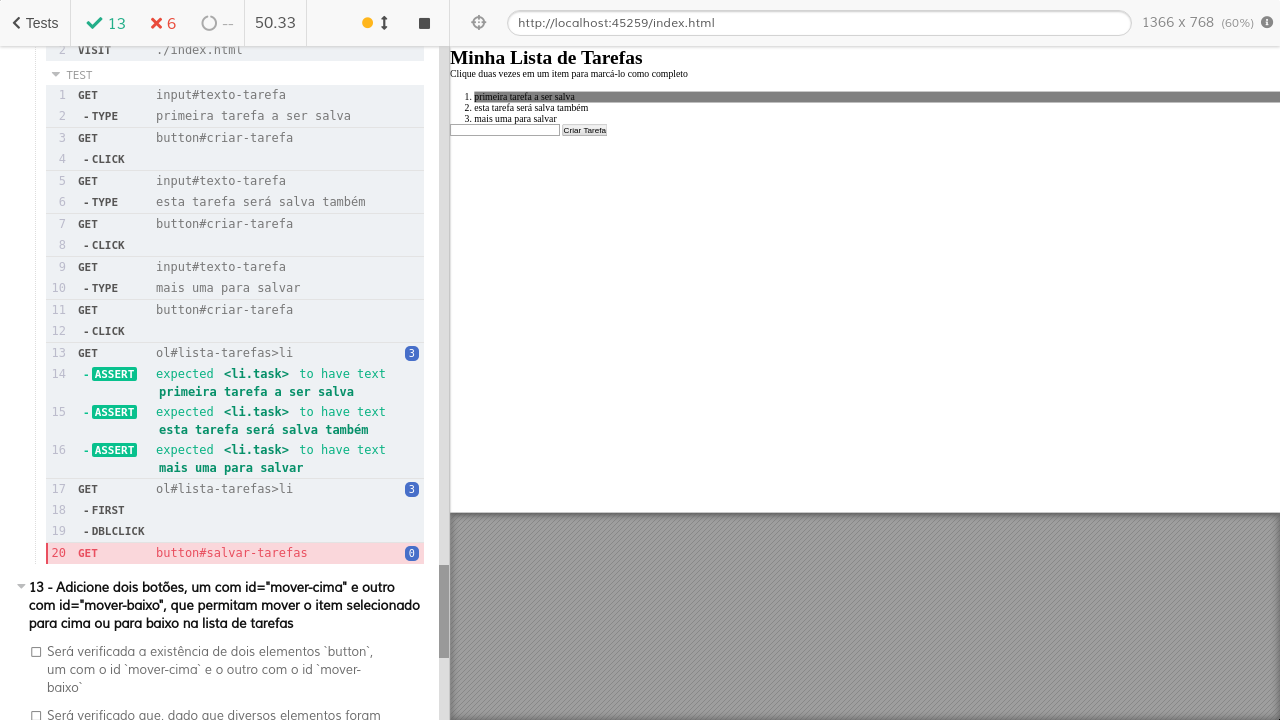 Tests
13
6
--
50.33
http://localhost:45259/index.html
1366 x 768 (60%)
2 VISIT ./index.html
TEST
1 GET input#texto-tarefa
2 -TYPE primeira tarefa a ser salva
3 GET button#criar-tarefa
4 -CLICK
5 GET input#texto-tarefa
6 -TYPE esta tarefa será salva também
7 GET button#criar-tarefa
8 -CLICK
9 GET input#texto-tarefa
10 -TYPE mais uma para salvar
11 GET button#criar-tarefa
12 -CLICK
13 GET ol#lista-tarefas>li 3
14 -ASSERT expected <li.task> to have text
primeira tarefa a ser salva
15 -ASSERT expected <li.task> to have text
esta tarefa será salva também
16 -ASSERT expected <li.task> to have text
mais uma para salvar
17 GET ol#lista-tarefas>li 3
18 -FIRST
19 -DBLCLICK
20 GET button#salvar-tarefas 0
13 - Adicione dois botões, um com id="mover-cima" e outro
com id="mover-baixo", que permitam mover o item selecionado
para cima ou para baixo na lista de tarefas
Será verificada a existência de dois elementos `button`,
um com o id `mover-cima` e o outro com o id `mover-
baixo`
Será verificado que, dado que diversos elementos foram
Minha Lista de Tarefas
Clique duas vezes em um item para marcá-lo como completo
1. primeira tarefa a ser salva
2. esta tarefa será salva também
3. mais uma para salvar
Criar Tarefa